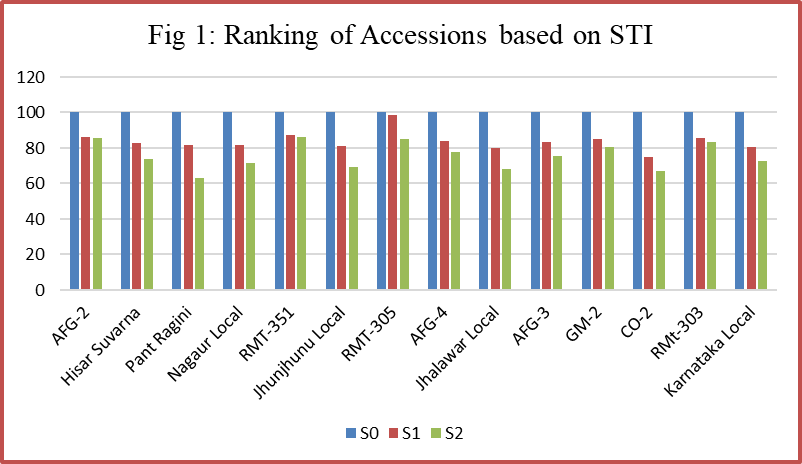 Fig 1: Ranking of Accessions based on STI
120
100
80
60
40
20
0
AFG-2
Hisar Suvarna
Pant Ragini
Nagaur Local
RMT-351
Jhunjhunu Local
RMT-305
AFG-4
Jhalawar Local
AFG-3
GM-2
CO-2
RMt-303
Karnataka Local
S0 S1 S2